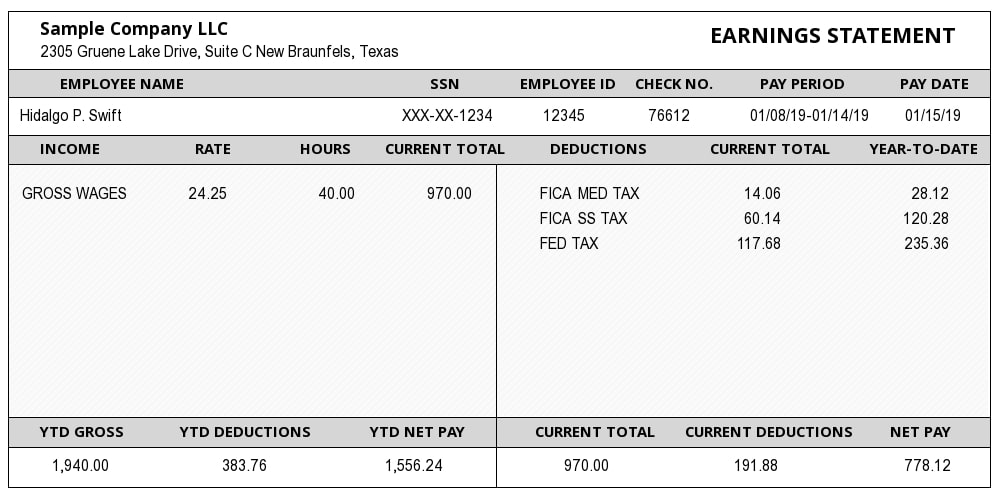 Sample Company LLC
2305 Gruene Lake Drive, Suite C New Braunfels, Texas
EARNINGS STATEMENT
EMPLOYEE NAME SSN EMPLOYEE ID CHECK NO. PAY PERIOD PAY DATE
Hidalgo P. Swift XXX-XX-1234 12345 76612 01/08/19-01/14/19 01/15/19
INCOME RATE HOURS CURRENT TOTAL DEDUCTIONS CURRENT TOTAL YEAR-TO-DATE
GROSS WAGES 24.25 40.00 970.00 FICA MED TAX 14.06 28.12
FICA SS TAX 60.14 120.28
FED TAX 117.68 235.36
YTD GROSS YTD DEDUCTIONS YTD NET PAY CURRENT TOTAL CURRENT DEDUCTIONS NET PAY
1,940.00 383.76 1,556.24 970.00 191.88 778.12